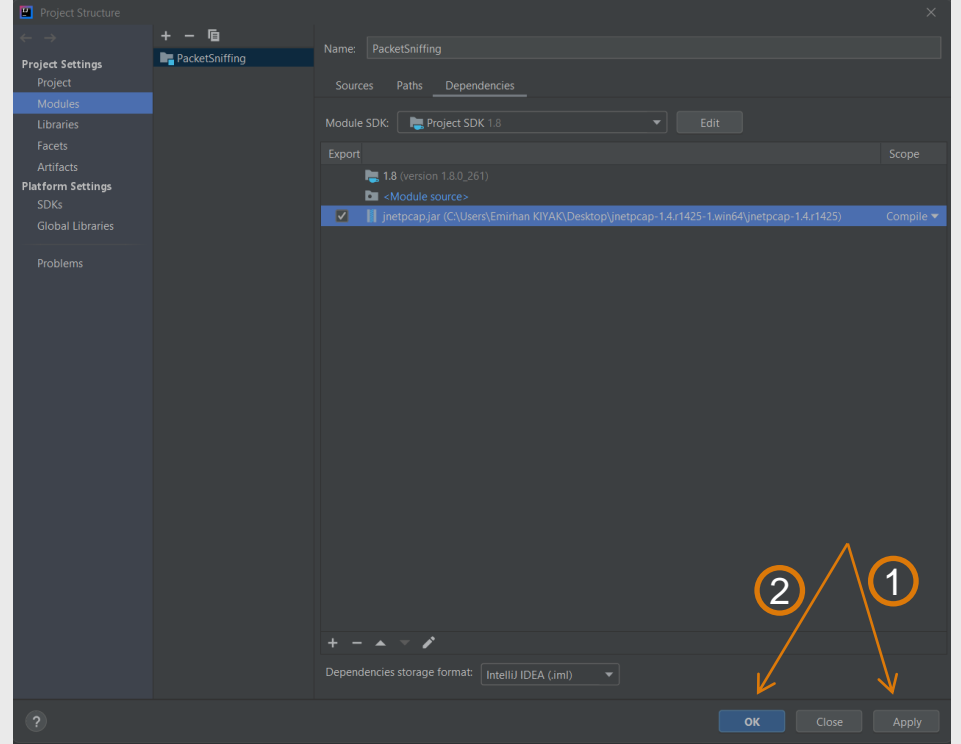 Project Structure
Project Settings
Project
Modules
Libraries
Facets
Artifacts
Platform Settings
SDKs
Global Libraries
Problems
PacketSniffing
Name: PacketSniffing
Sources Paths Dependencies
Module SDK: Project SDK 1.8 Edit
Export Scope
1.8 (version 1.8.0_261)
<Module source>
jnetpcap.jar (C:\Users\Emirhan KIYAK\Desktop\jnetpcap-1.4.r1425-1.win64\jnetpcap-1.4.r1425) Compile
2 1
Dependencies storage format: IntelliJ IDEA (.iml)
? OK Close Apply